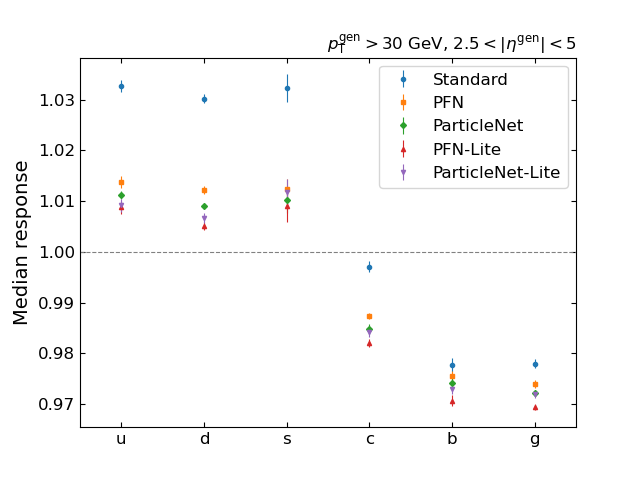 p_T^gen > 30 GeV, 2.5 < |η^gen| < 5
Standard
PFN
ParticleNet
PFN-Lite
ParticleNet-Lite
Median response
1.03
1.02
1.01
1.00
0.99
0.98
0.97
u d s c b g